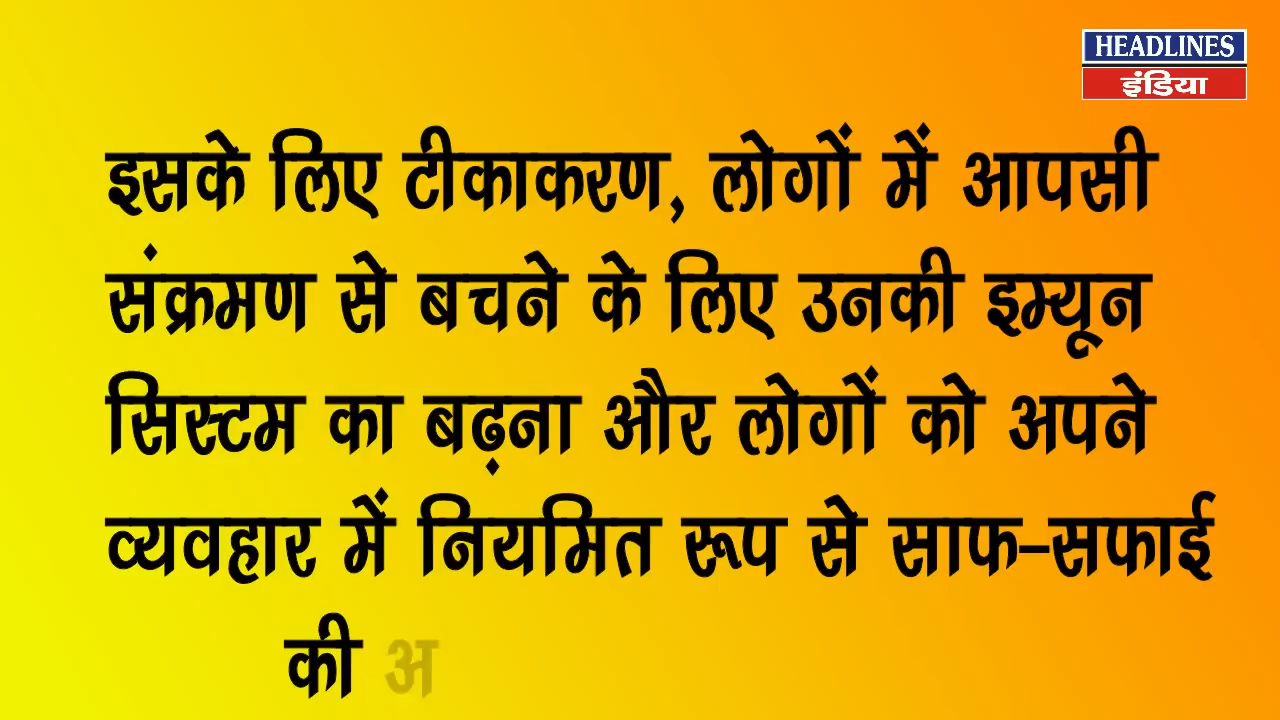 HEADLINES
इंडिया
इसके लिए टीकाकरण, लोगों में आपसी
संक्रमण से बचने के लिए उनकी इम्यून
सिस्टम का बढ़ना और लोगों को अपने
व्यवहार में नियमित रूप से साफ-सफाई
की अ